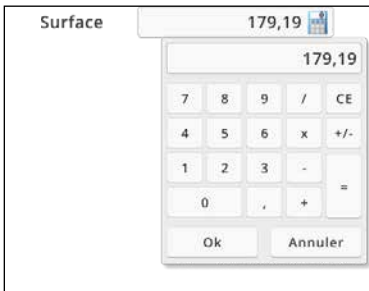 Surface 179,19
179,19
7 8 9 / CE
4 5 6 x +/-
1 2 3 - =
0 , +
Ok Annuler